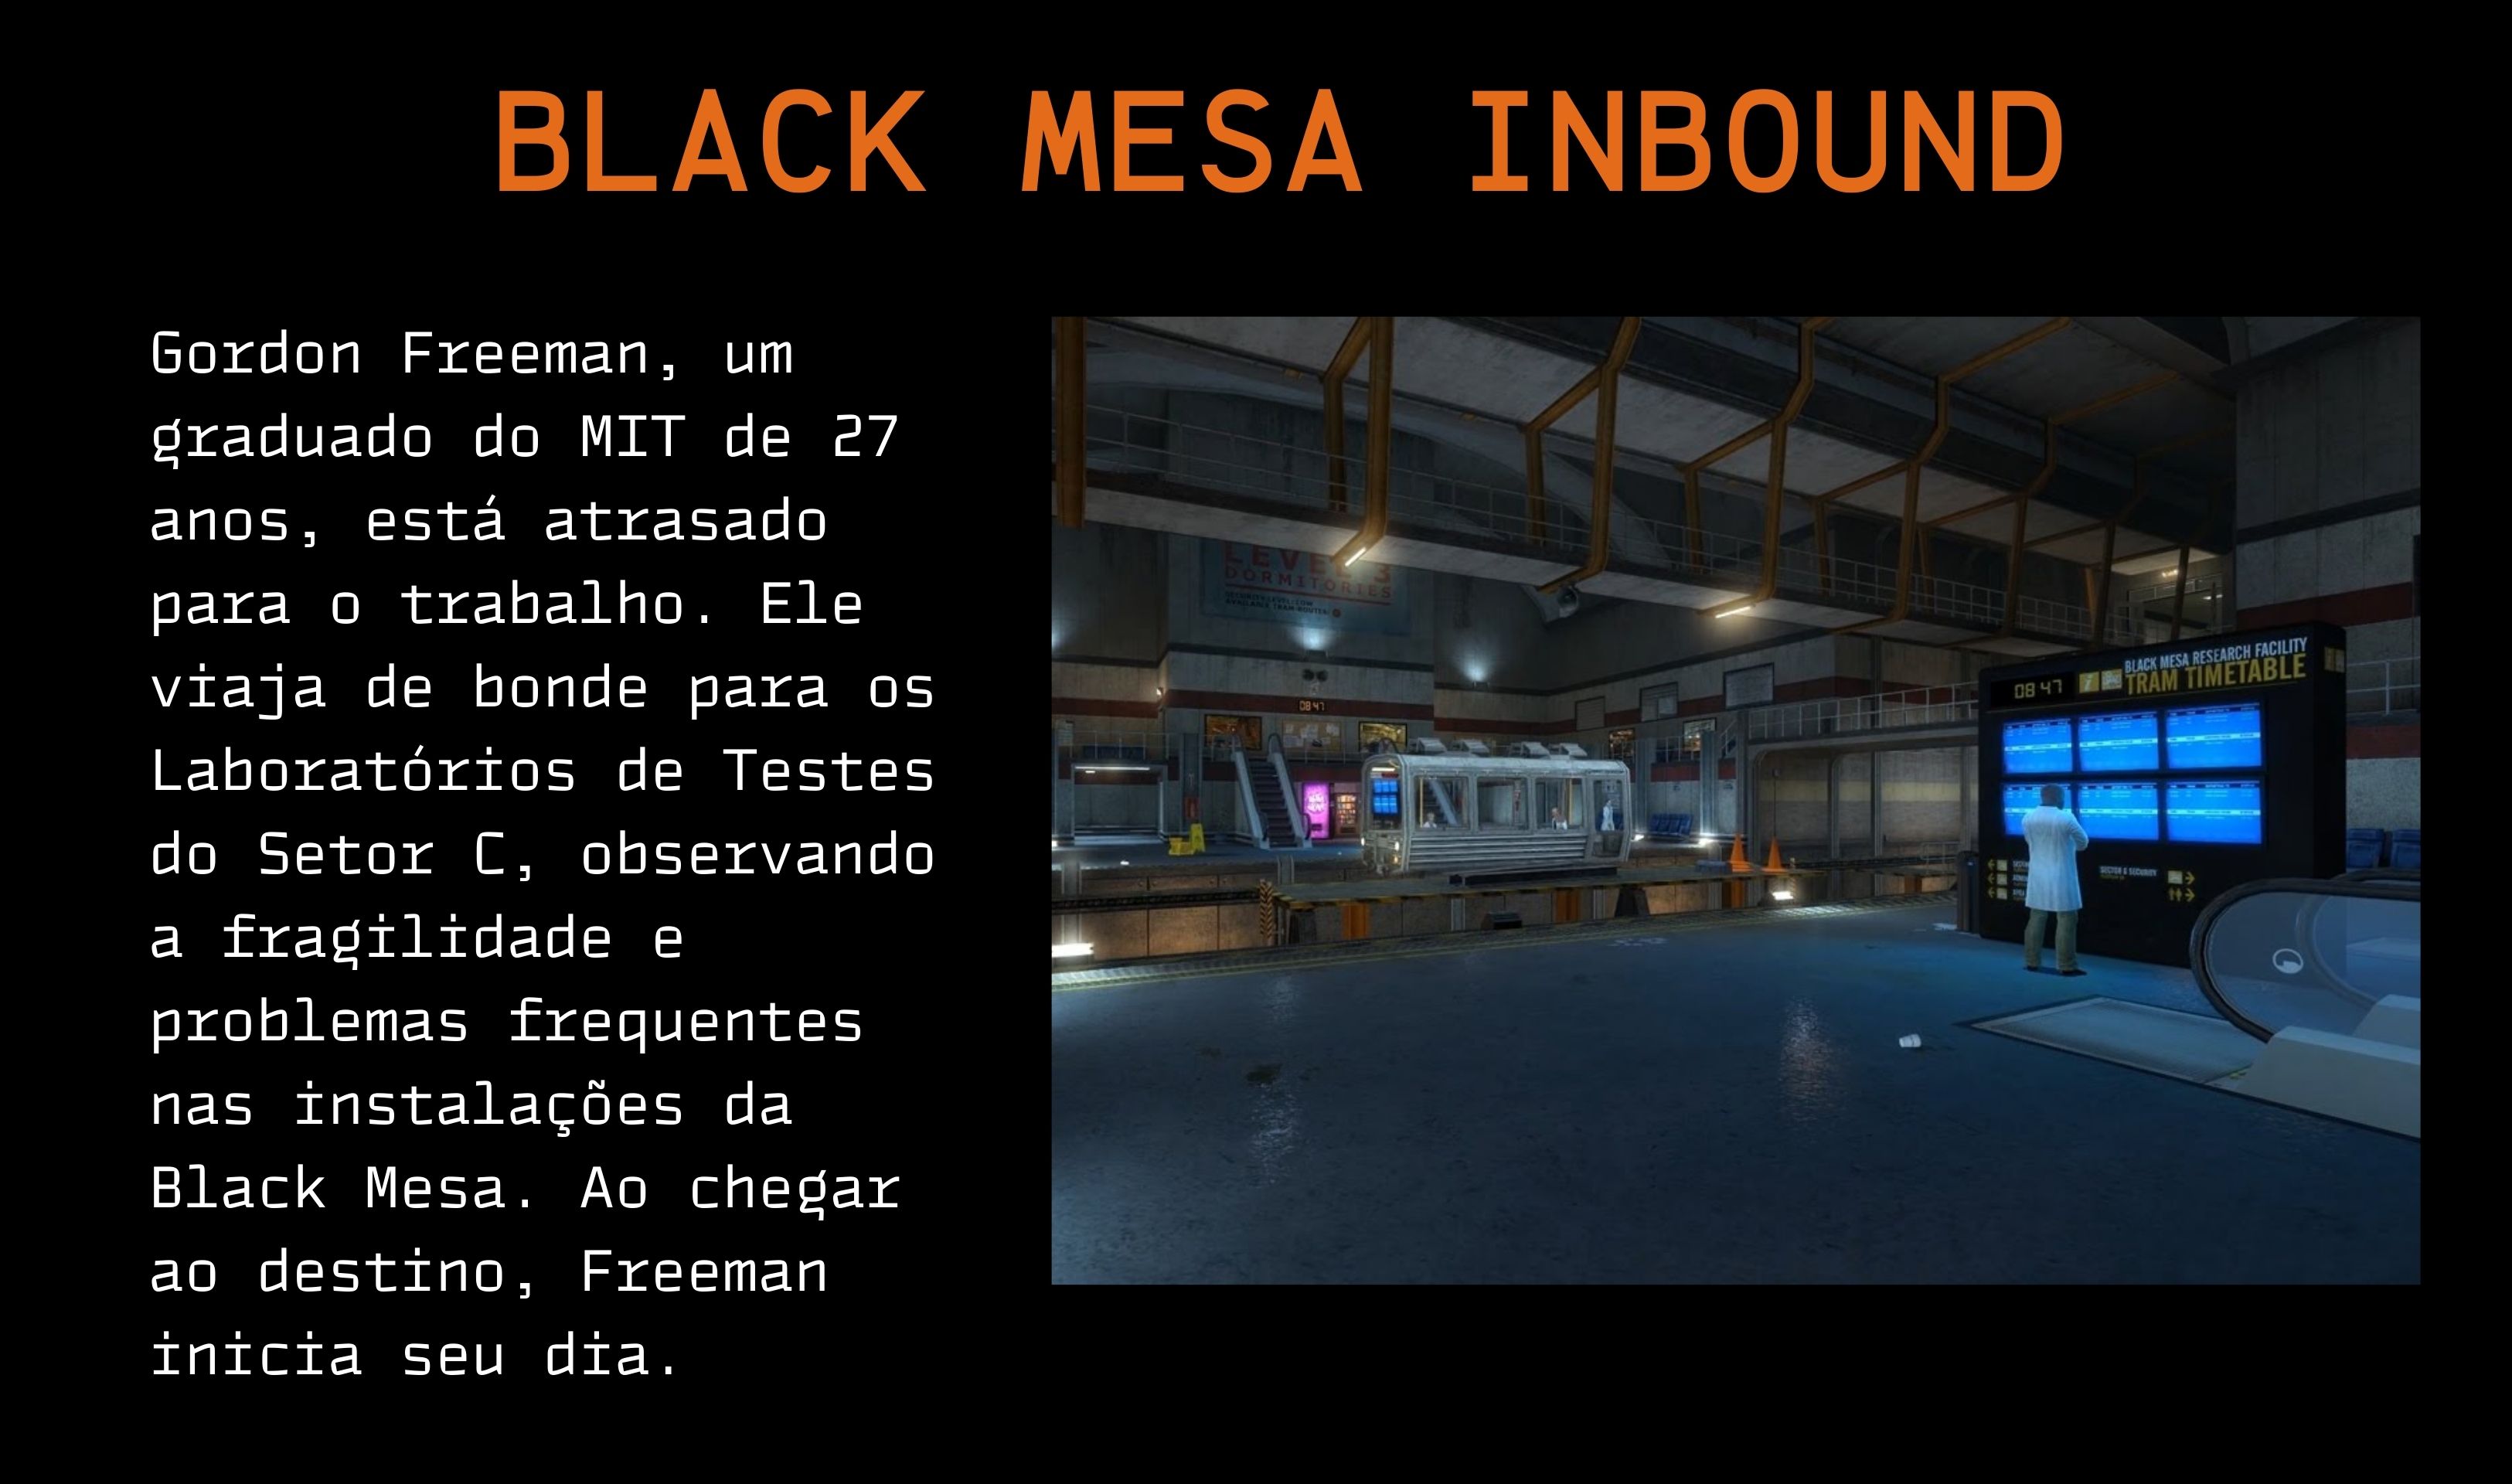 BLACK MESA INBOUND
Gordon Freeman, um
graduado do MIT de 27
anos, está atrasado
para o trabalho. Ele
viaja de bonde para os
Laboratórios de Testes
do Setor C, observando
a fragilidade e
problemas frequentes
nas instalações da
Black Mesa. Ao chegar
ao destino, Freeman
inicia seu dia.
LEVEL 3
DORMITORIES
08 47
BLACK MESA RESEARCH FACILITY
08 47
TRAM TIMETABLE